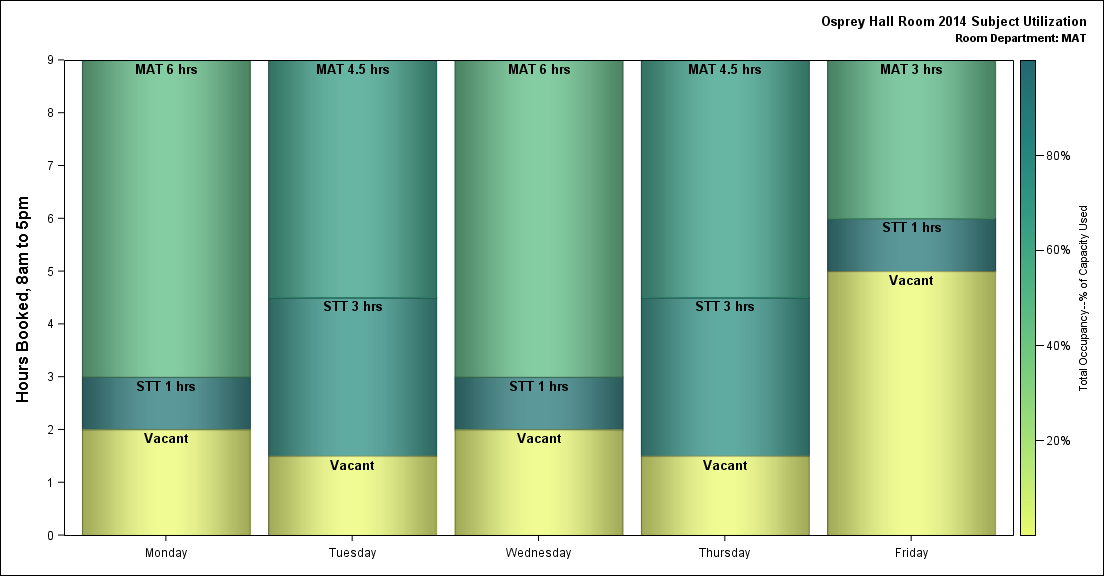 Osprey Hall Room 2014 Subject Utilization
Room Department: MAT
Hours Booked, 8am to 5pm
9
8
7
6
5
4
3
2
1
0
MAT 6 hrs
STT 1 hrs
Vacant
MAT 4.5 hrs
STT 3 hrs
Vacant
MAT 6 hrs
STT 1 hrs
Vacant
MAT 4.5 hrs
STT 3 hrs
Vacant
MAT 3 hrs
STT 1 hrs
Vacant
Monday
Tuesday
Wednesday
Thursday
Friday
80%
60%
40%
20%
Total Occupancy--% of Capacity Used